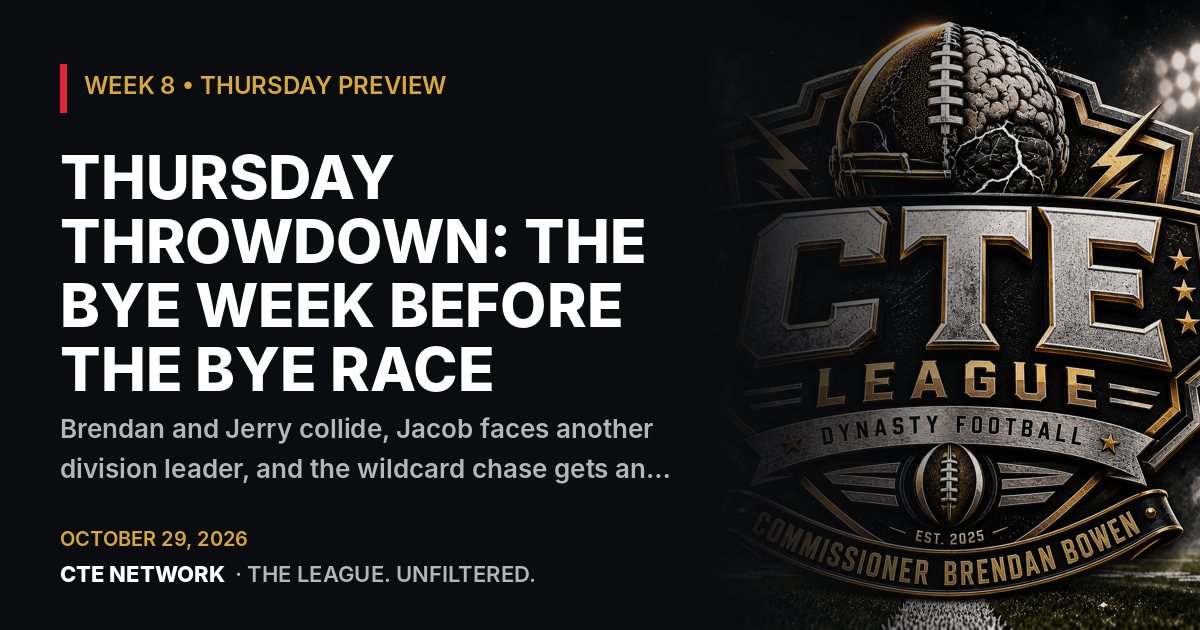 WEEK 8 • THURSDAY PREVIEW
THURSDAY
THROWDOWN: THE
BYE WEEK BEFORE
THE BYE RACE
Brendan and Jerry collide, Jacob faces another
division leader, and the wildcard chase gets an...
OCTOBER 29, 2026
CTE NETWORK · THE LEAGUE. UNFILTERED.
CTE
LEAGUE
DYNASTY FOOTBALL
EST. 2025
COMMISSIONER BRENDAN BOWEN